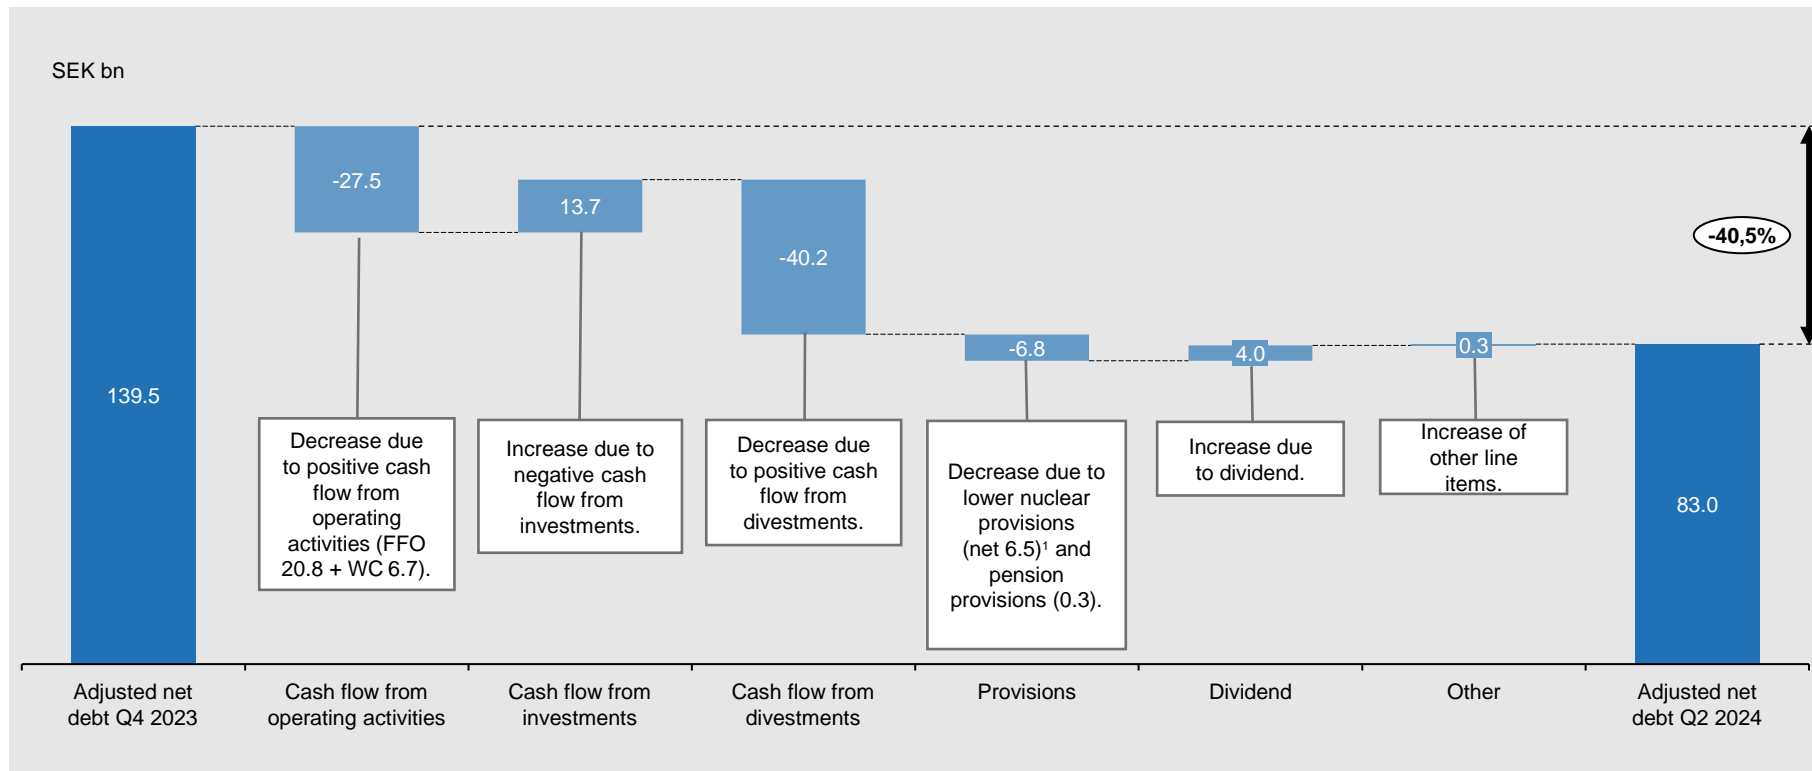 SEK bn
139.5
-27.5
13.7
-40.2
-6.8
4.0
0.3
83.0
-40,5%
Decrease due
to positive cash
flow from
operating
activities (FFO
20.8 + WC 6.7).
Increase due to
negative cash
flow from
investments.
Decrease due
to positive cash
flow from
divestments.
Decrease due to
lower nuclear
provisions
(net 6.5)¹ and
pension
provisions (0.3).
Increase due
to dividend.
Increase of
other line
items.
Adjusted net
debt Q4 2023
Cash flow from
operating activities
Cash flow from
investments
Cash flow from
divestments
Provisions
Dividend
Other
Adjusted net
debt Q2 2024